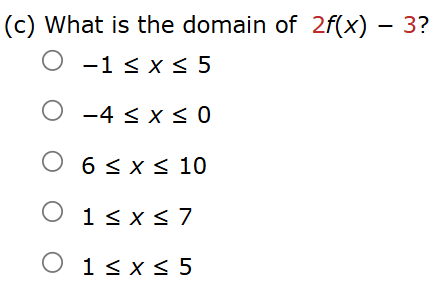 (c) What is the domain of 2f(x) − 3?
−1 ≤ x ≤ 5
−4 ≤ x ≤ 0
6 ≤ x ≤ 10
1 ≤ x ≤ 7
1 ≤ x ≤ 5